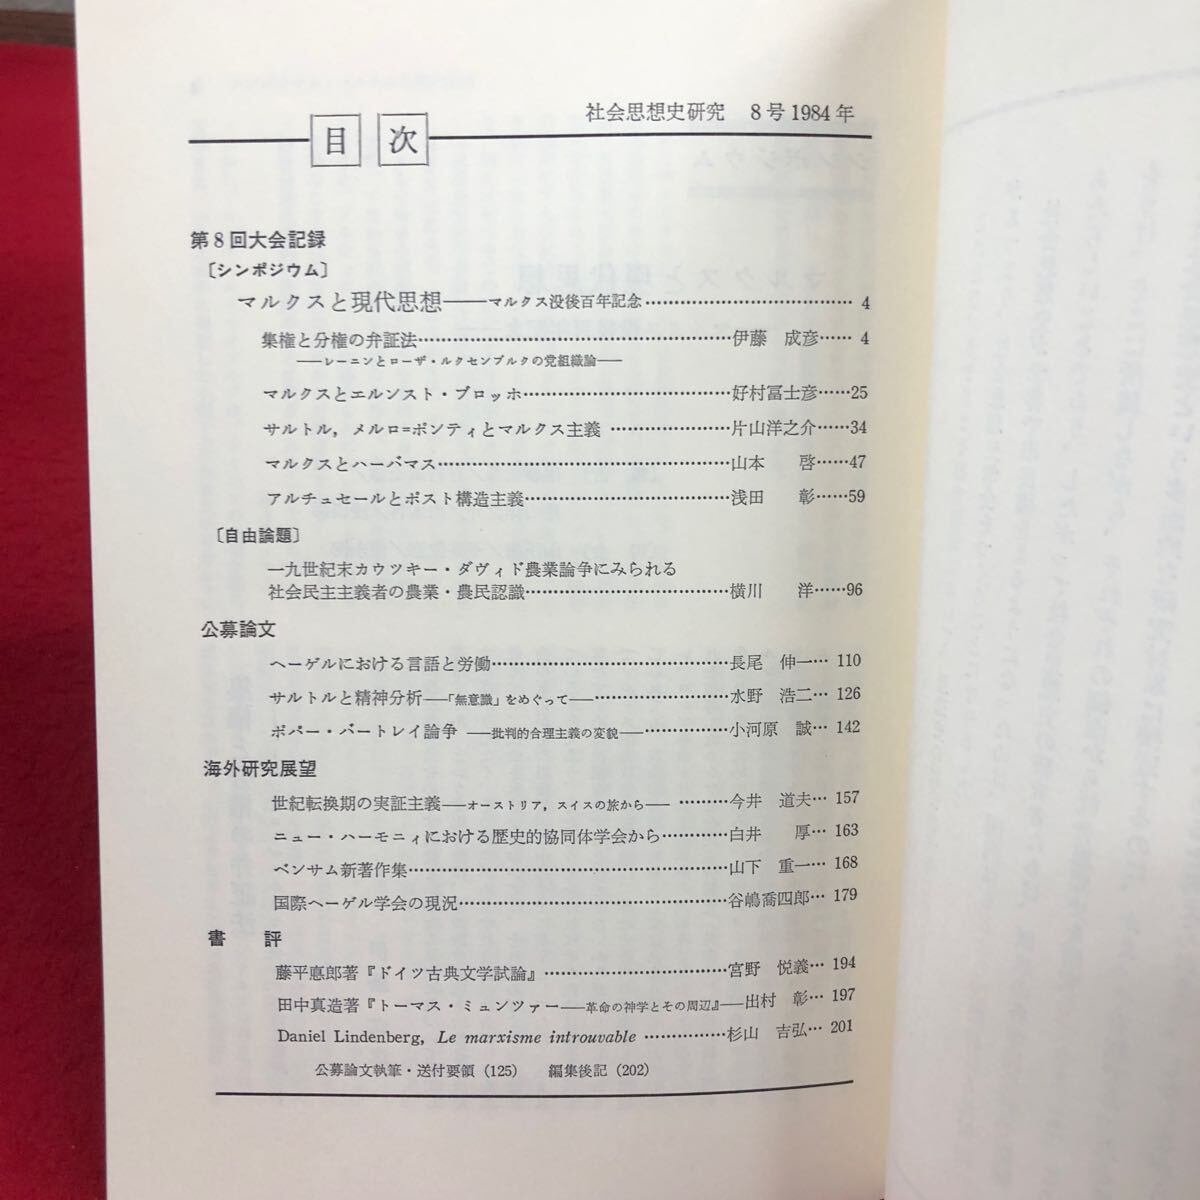 社会思想史研究 8号1984年
目次
第8回大会記録
〔シンポジウム〕
マルクスと現代思想――マルクス没後百年記念…………………………… 4
集権と分権の弁証法……………………………………………伊藤 成彦…… 4
――レーニンとローザ・ルクセンブルクの党組織論――
マルクスとエルンスト・ブロッホ……………………………好村冨士彦……25
サルトル，メルロ=ポンティとマルクス主義 …………………片山洋之介……34
マルクスとハーバマス…………………………………………山本 啓……47
アルチュセールとポスト構造主義……………………………浅田 彰……59
〔自由論題〕
一九世紀末カウツキー・ダヴィド農業論争にみられる
社会民主主義者の農業・農民認識……………………………横川 洋……96
公募論文
ヘーゲルにおける言語と労働…………………………………長尾 伸一… 110
サルトルと精神分析――「無意識」をめぐって――…………………水野 浩二… 126
ポパー・バートレイ論争 ――批判的合理主義の変貌――……………小河原 誠… 142
海外研究展望
世紀転換期の実証主義――オーストリア，スイスの旅から―― ………今井 道夫… 157
ニュー・ハーモニィにおける歴史的協同体学会から…………白井 厚… 163
ベンサム新著作集………………………………………………山下 重一… 168
国際ヘーゲル学会の現況………………………………………谷嶋喬四郎… 179
書 評
藤平悳郎著『ドイツ古典文学試論』…………………………宮野 悦義… 194
田中真造著『トーマス・ミュンツァー――革命の神学とその周辺』――出村 彰… 197
Daniel Lindenberg, Le marxisme introuvable ……………杉山 吉弘… 201
公募論文執筆・送付要領 (125) 編集後記 (202)